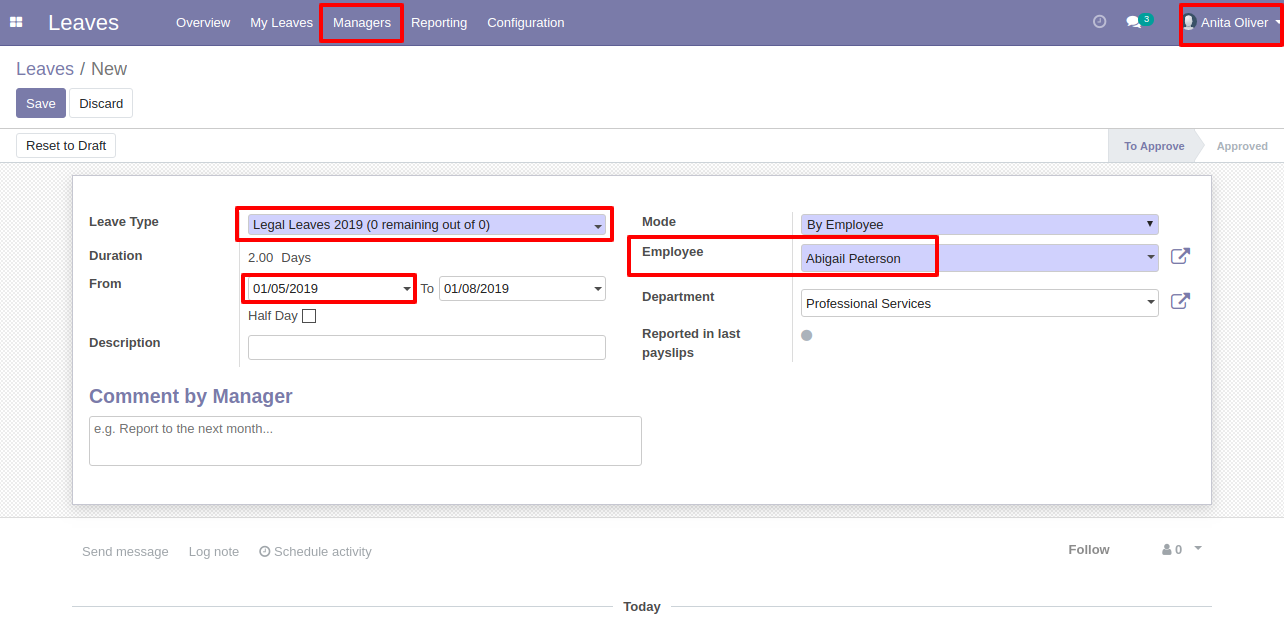 Leaves Overview My Leaves Managers Reporting Configuration 3 Anita Oliver
Leaves / New
Save Discard
Reset to Draft To Approve Approved
Leave Type Legal Leaves 2019 (0 remaining out of 0)
Duration 2.00 Days
From 01/05/2019 To 01/08/2019
Half Day
Description
Mode By Employee
Employee Abigail Peterson
Department Professional Services
Reported in last
payslips
Comment by Manager
e.g. Report to the next month...
Send message Log note Schedule activity Follow 0
Today